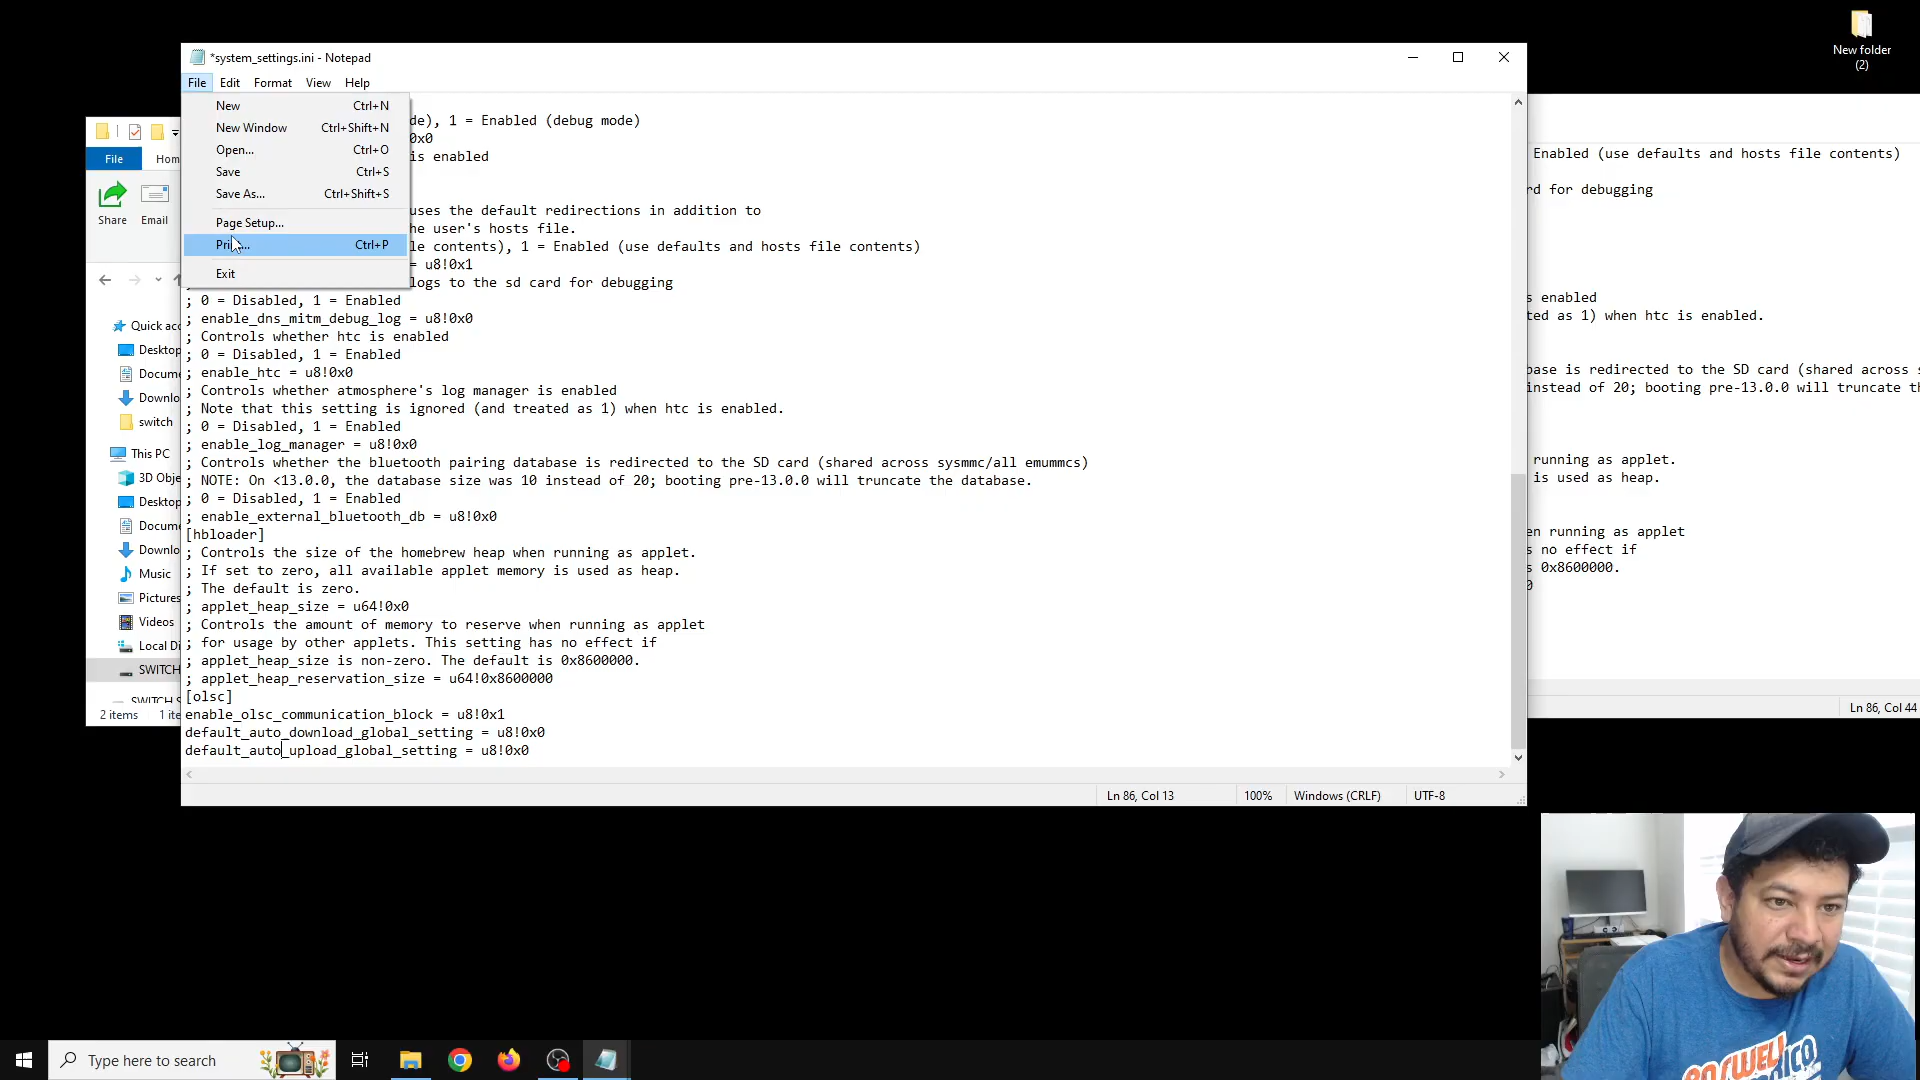 New folder
(2)
*system_settings.ini - Notepad
File Edit Format View Help
New Ctrl+N
New Window Ctrl+Shift+N
Open... Ctrl+O
Save Ctrl+S
Save As... Ctrl+Shift+S
Page Setup...
Ctrl+P
Exit
de), 1 = Enabled (debug mode)
0x0
is enabled
uses the default redirections in addition to
he user's hosts file.
le contents), 1 = Enabled (use defaults and hosts file contents)
= u8!0x1
logs to the sd card for debugging
; 0 = Disabled, 1 = Enabled
; enable_dns_mitm_debug_log = u8!0x0
; Controls whether htc is enabled
; 0 = Disabled, 1 = Enabled
; enable_htc = u8!0x0
; Controls whether atmosphere's log manager is enabled
; Note that this setting is ignored (and treated as 1) when htc is enabled.
; 0 = Disabled, 1 = Enabled
; enable_log_manager = u8!0x0
; Controls whether the bluetooth pairing database is redirected to the SD card (shared across sysmmc/all emummcs)
; NOTE: On <13.0.0, the database size was 10 instead of 20; booting pre-13.0.0 will truncate the database.
; 0 = Disabled, 1 = Enabled
; enable_external_bluetooth_db = u8!0x0
[hbloader]
; Controls the size of the homebrew heap when running as applet.
; If set to zero, all available applet memory is used as heap.
; The default is zero.
; applet_heap_size = u64!0x0
; Controls the amount of memory to reserve when running as applet
; for usage by other applets. This setting has no effect if
; applet_heap_size is non-zero. The default is 0x8600000.
; applet_heap_reservation_size = u64!0x8600000
[olsc]
enable_olsc_communication_block = u8!0x1
default_auto_download_global_setting = u8!0x0
default_auto_upload_global_setting = u8!0x0
Ln 86, Col 13 100% Windows (CRLF) UTF-8
File Hom
Share Email
Quick acc
Desktop
Docume
Downlo
switch
This PC
3D Obje
Desktop
Docume
Downlo
Music
Pictures
Videos
Local Di
SWITCH
2 items 1 ite
Enabled (use defaults and hosts file contents)
rd for debugging
s enabled
ted as 1) when htc is enabled.
base is redirected to the SD card (shared across s
instead of 20; booting pre-13.0.0 will truncate th
running as applet.
is used as heap.
en running as applet
s no effect if
s 0x8600000.
0
Ln 86, Col 44
Type here to search